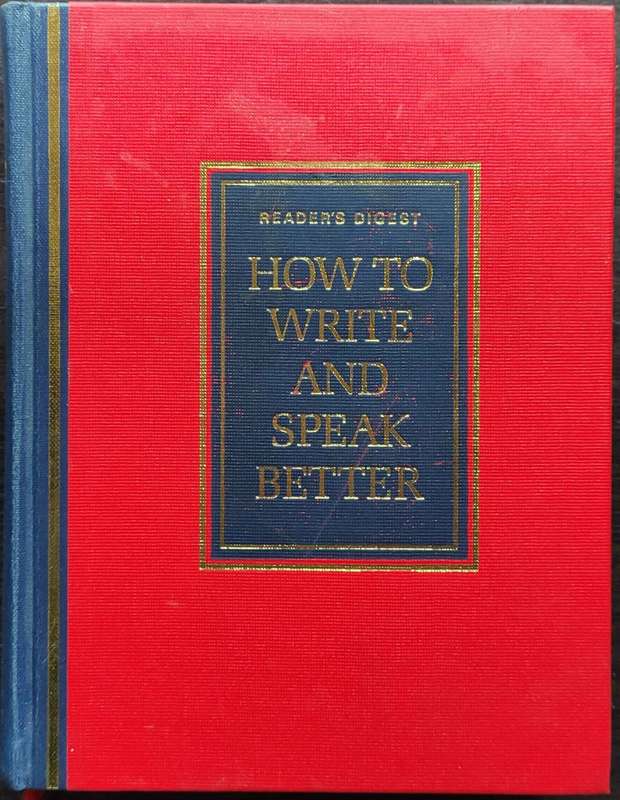 READER'S DIGEST
HOW TO
WRITE
AND
SPEAK
BETTER